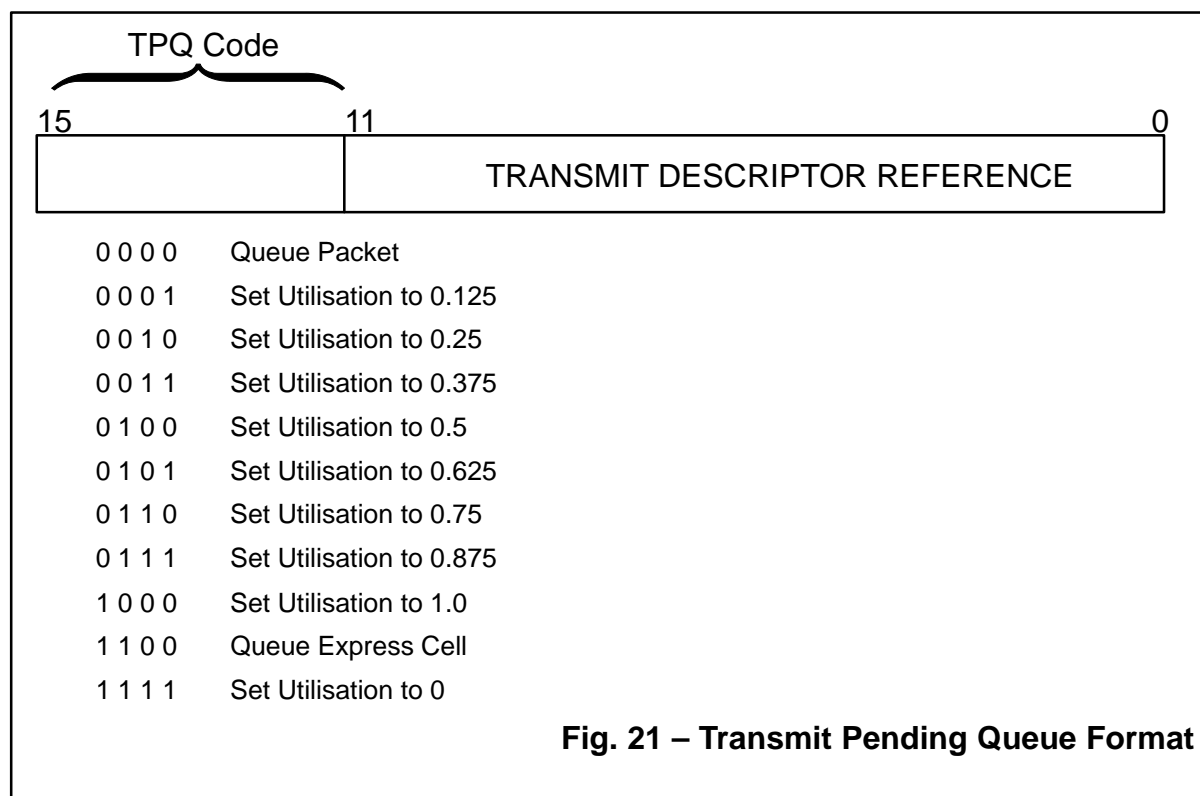 TPQ Code
15 11 0
TRANSMIT DESCRIPTOR REFERENCE
0 0 0 0 Queue Packet
0 0 0 1 Set Utilisation to 0.125
0 0 1 0 Set Utilisation to 0.25
0 0 1 1 Set Utilisation to 0.375
0 1 0 0 Set Utilisation to 0.5
0 1 0 1 Set Utilisation to 0.625
0 1 1 0 Set Utilisation to 0.75
0 1 1 1 Set Utilisation to 0.875
1 0 0 0 Set Utilisation to 1.0
1 1 0 0 Queue Express Cell
1 1 1 1 Set Utilisation to 0
Fig. 21 – Transmit Pending Queue Format